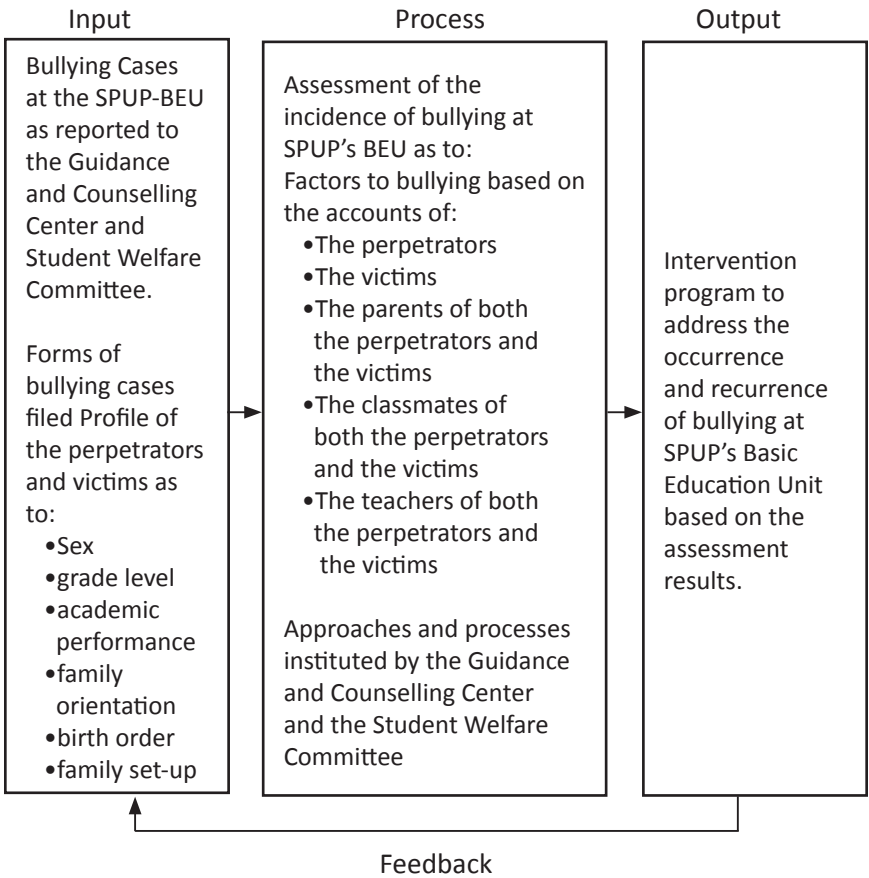 Input
Process
Output
Bullying Cases
at the SPUP-BEU
as reported to
the Guidance
and Counselling
Center and
Student Welfare
Committee.
Forms of
bullying cases
filed Profile of
the perpetrators
and victims as
to:
•Sex
•grade level
•academic
performance
•family
orientation
•birth order
•family set-up
Assessment of the
incidence of bullying at
SPUP’s BEU as to:
Factors to bullying based on
the accounts of:
•The perpetrators
•The victims
•The parents of both
the perpetrators and
the victims
•The classmates of
both the perpetrators
and the victims
•The teachers of both
the perpetrators and
the victims
Approaches and processes
instituted by the Guidance
and Counselling Center
and the Student Welfare
Committee
Intervention
program to
address the
occurrence
and recurrence
of bullying at
SPUP’s Basic
Education Unit
based on the
assessment
results.
Feedback